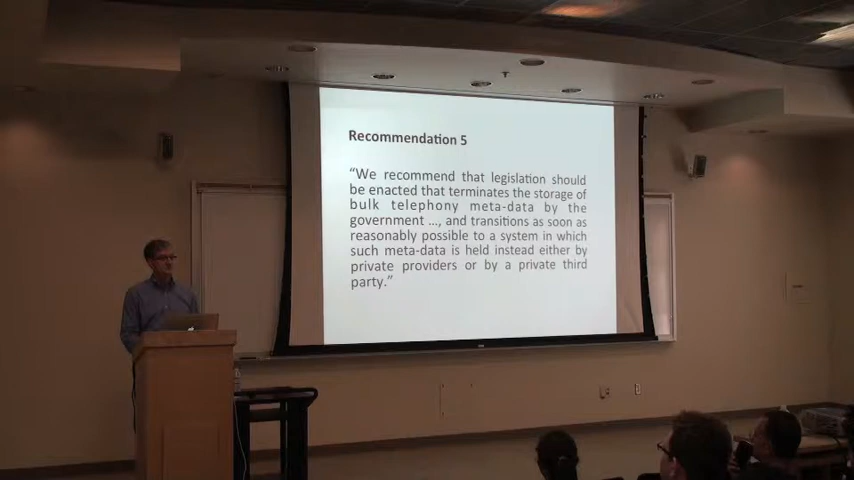 Recommendation 5
“We recommend that legislation should
be enacted that terminates the storage of
bulk telephony meta-data by the
government …, and transitions as soon as
reasonably possible to a system in which
such meta-data is held instead either by
private providers or by a private third
party.”